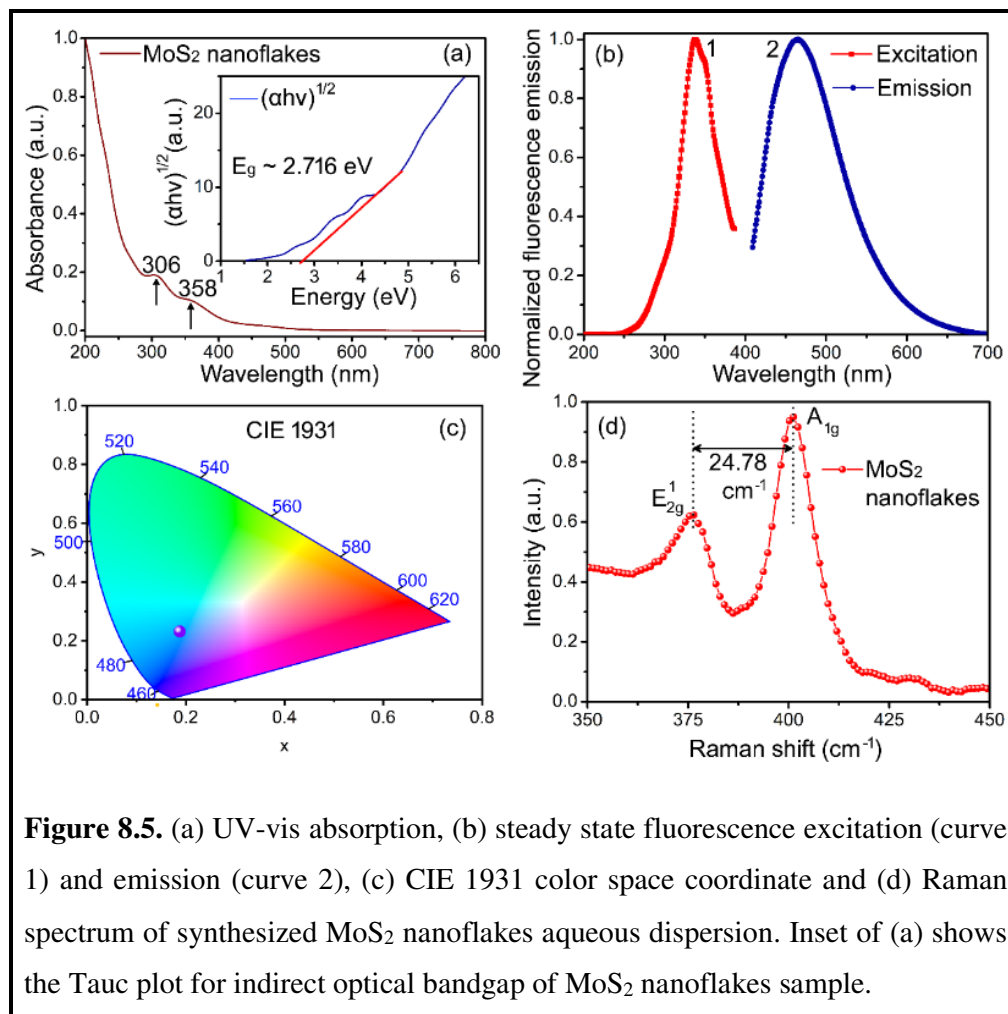 MoS2 nanoflakes
(a)
1.0
0.8
0.6
0.4
0.2
0.0
Absorbance (a.u.)
(αhν)1/2
(αhν)1/2 (a.u.)
24
12
0
Eg ~ 2.716 eV
1 2 3 4 5 6
Energy (eV)
306
358
200 300 400 500 600 700 800
Wavelength (nm)
(b)
1
2
Excitation
Emission
1.0
0.8
0.6
0.4
0.2
0.0
Normalized fluorescence emission
200 300 400 500 600 700
Wavelength (nm)
CIE 1931
(c)
1.0
0.8
0.6
0.4
0.2
0.0
y
520
540
560
500
580
600
620
480
460
0.0 0.2 0.4 0.6 0.8
x
(d)
A1g
24.78
cm-1
E12g
MoS2
nanoflakes
1.0
0.8
0.6
0.4
0.2
0.0
Intensity (a.u.)
350 375 400 425 450
Raman shift (cm-1)
Figure 8.5. (a) UV-vis absorption, (b) steady state fluorescence excitation (curve
1) and emission (curve 2), (c) CIE 1931 color space coordinate and (d) Raman
spectrum of synthesized MoS2 nanoflakes aqueous dispersion. Inset of (a) shows
the Tauc plot for indirect optical bandgap of MoS2 nanoflakes sample.